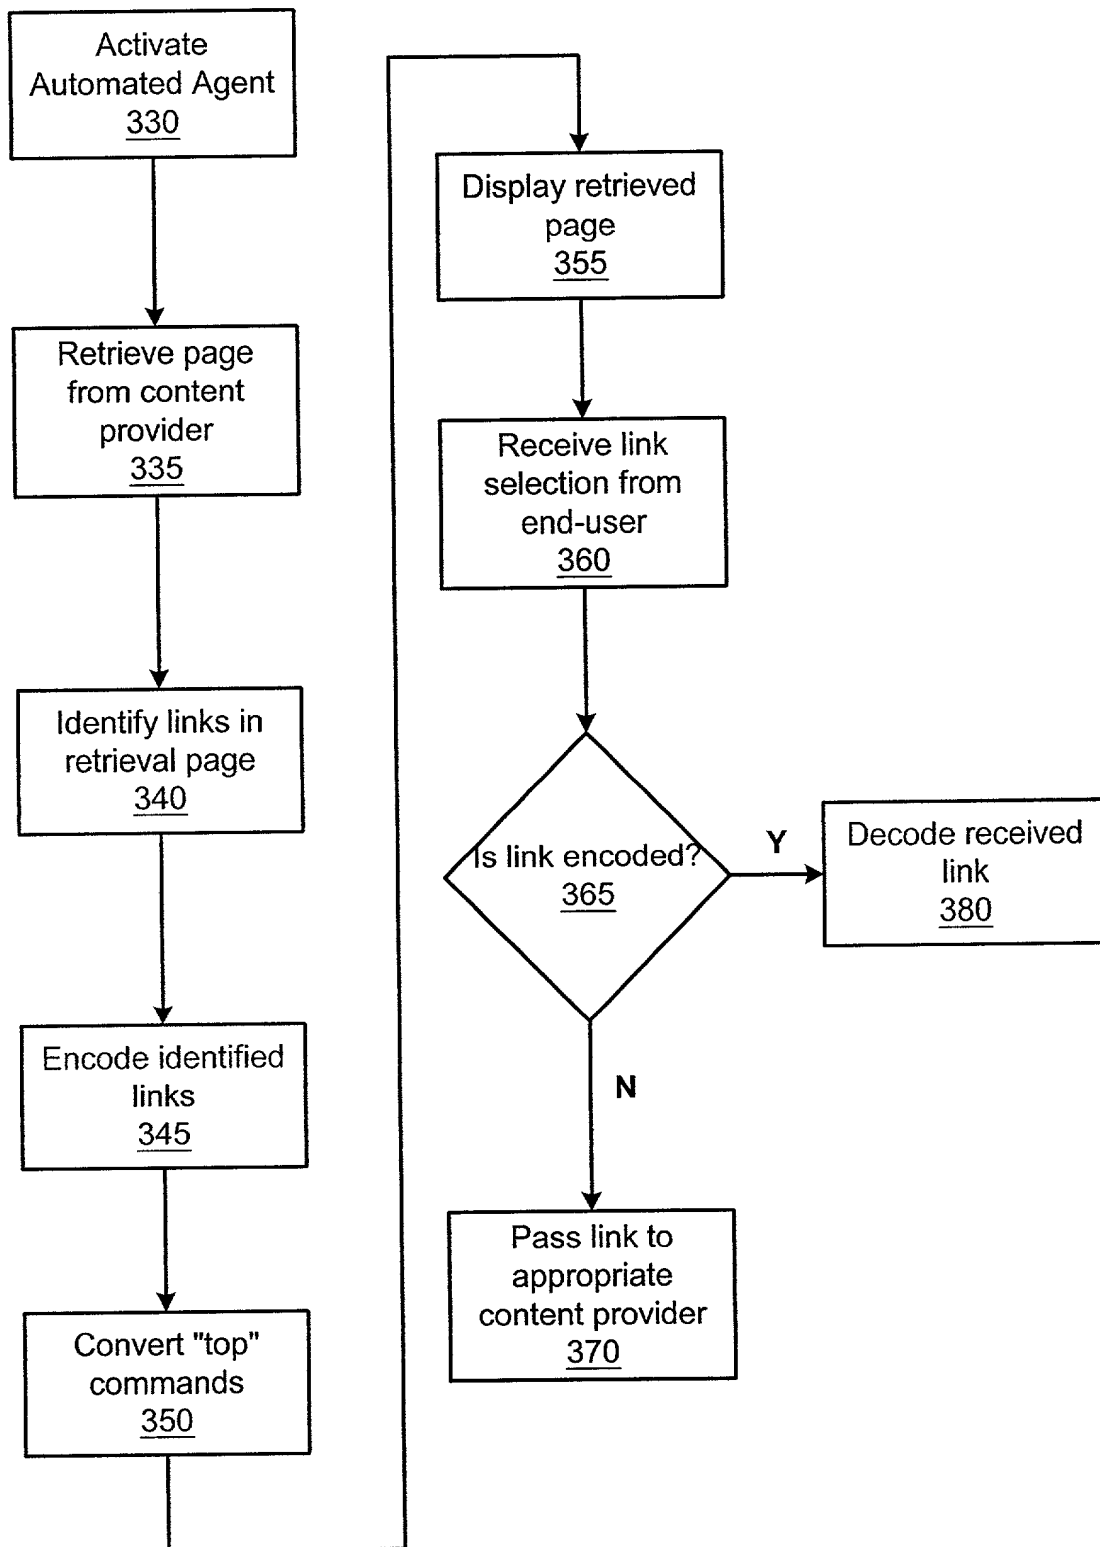 Activate
Automated Agent
330
Retrieve page
from content
provider
335
Identify links in
retrieval page
340
Encode identified
links
345
Convert "top"
commands
350
Display retrieved
page
355
Receive link
selection from
end-user
360
Is link encoded?
365
Y
Decode received
link
380
N
Pass link to
appropriate
content provider
370